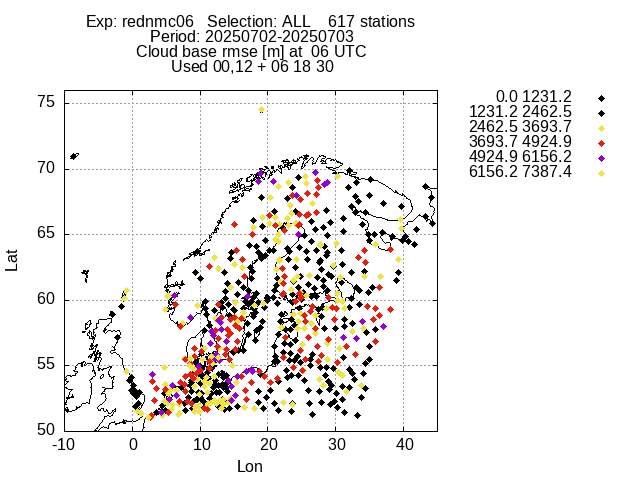 Exp: rednmc06   Selection: ALL    617 stations
Period: 20250702-20250703
Cloud base rmse [m] at  06 UTC
Used 00,12 + 06 18 30
0.0 1231.2
1231.2 2462.5
2462.5 3693.7
3693.7 4924.9
4924.9 6156.2
6156.2 7387.4
75
70
65
60
55
50
Lat
-10 0 10 20 30 40
Lon